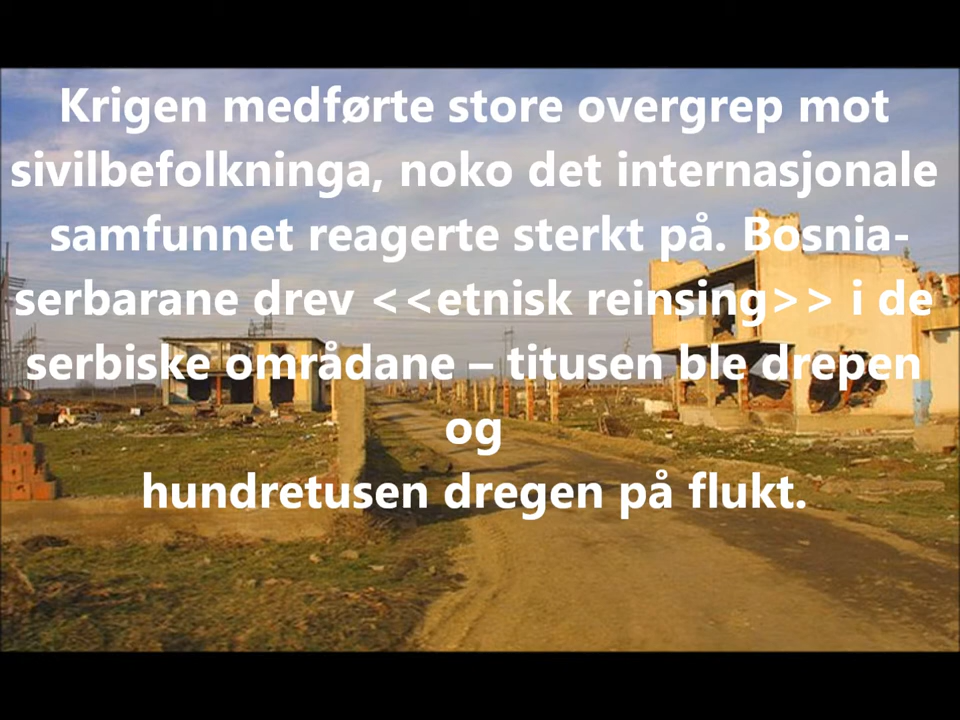 Krigen medførte store overgrep mot
sivilbefolkninga, noko det internasjonale
samfunnet reagerte sterkt på. Bosnia-
serbarane drev <<etnisk reinsing>> i de
serbiske områdane – titusen ble drepen
og
hundretusen dregen på flukt.